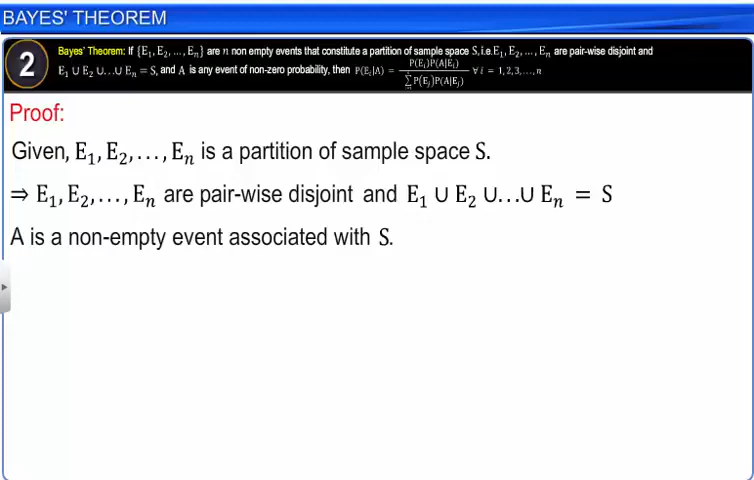 BAYES' THEOREM
2
Bayes' Theorem: If {E₁, E₂, ..., Eₙ} are n non empty events that constitute a partition of sample space S, i.e. E₁, E₂, ..., Eₙ are pair-wise disjoint and
E₁ ∪ E₂ ∪...∪ Eₙ = S, and A is any event of non-zero probability, then P(Eᵢ|A) = P(Eᵢ)P(A|Eᵢ) / ∑ P(Eⱼ)P(A|Eⱼ) ∀ i = 1, 2, 3, ..., n
Proof:
Given, E₁, E₂, ..., Eₙ is a partition of sample space S.
⇒ E₁, E₂, ..., Eₙ are pair-wise disjoint and E₁ ∪ E₂ ∪...∪ Eₙ = S
A is a non-empty event associated with S.